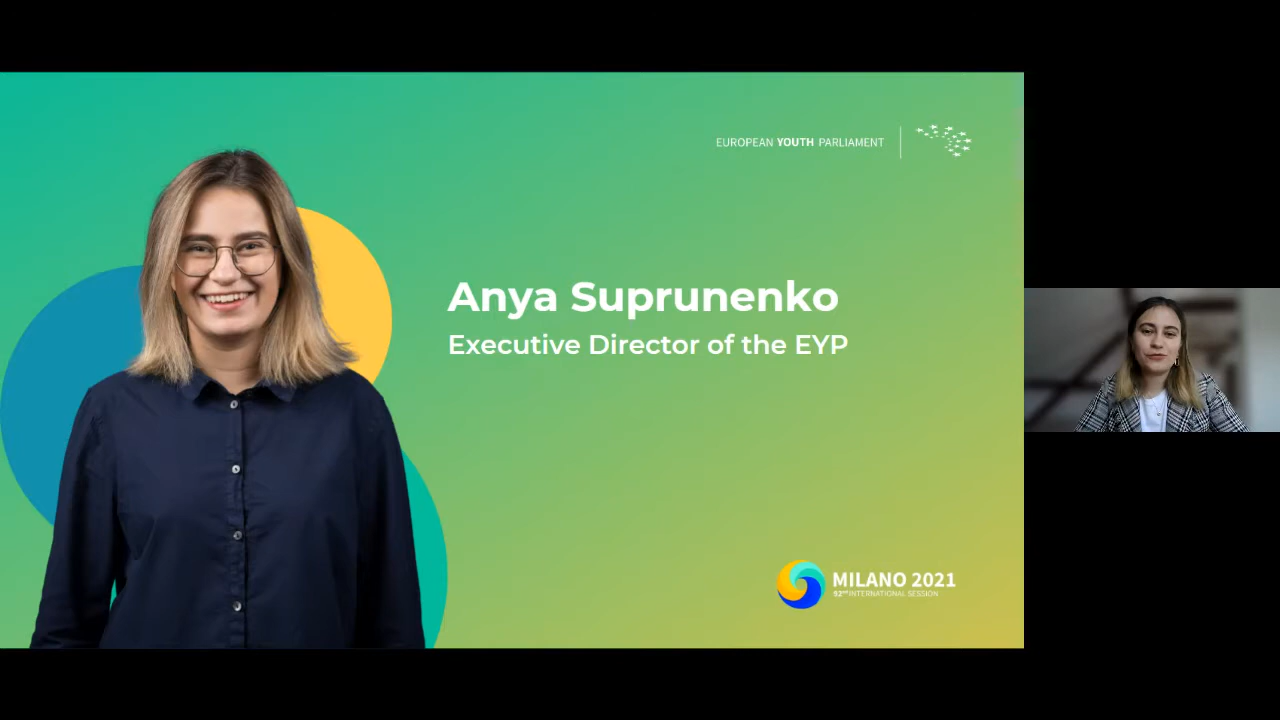 EUROPEAN YOUTH PARLIAMENT
Anya Suprunenko
Executive Director of the EYP
MILANO 2021
92nd INTERNATIONAL SESSION